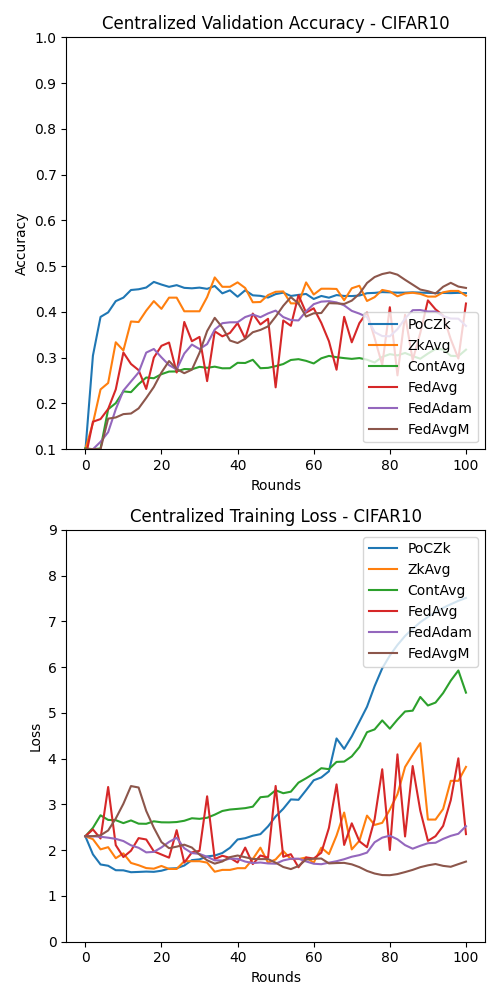 Centralized Validation Accuracy - CIFAR10
1.0
0.9
0.8
0.7
0.6
0.5
0.4
0.3
0.2
0.1
Accuracy
PoCZk
ZkAvg
ContAvg
FedAvg
FedAdam
FedAvgM
0 20 40 60 80 100
Rounds
Centralized Training Loss - CIFAR10
9
8
7
6
5
4
3
2
1
0
Loss
PoCZk
ZkAvg
ContAvg
FedAvg
FedAdam
FedAvgM
0 20 40 60 80 100
Rounds